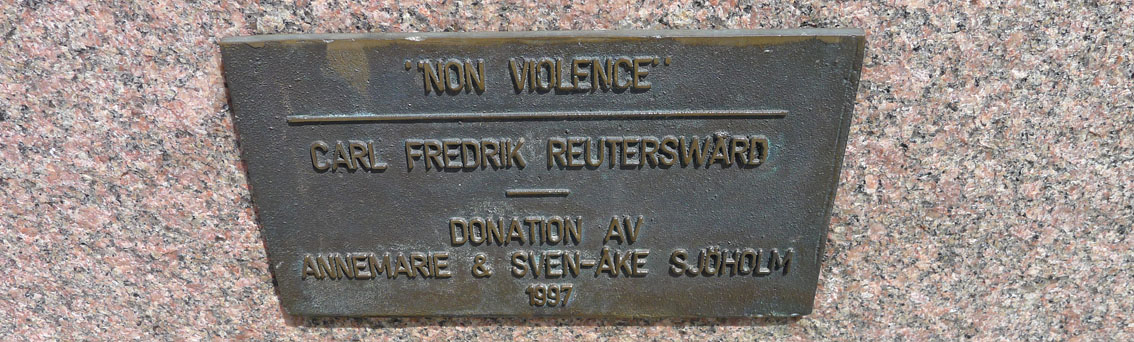 "NON VIOLENCE"
CARL FREDRIK REUTERSWÄRD
DONATION AV
ANNEMARIE & SVEN-ÅKE SJÖHOLM
1997